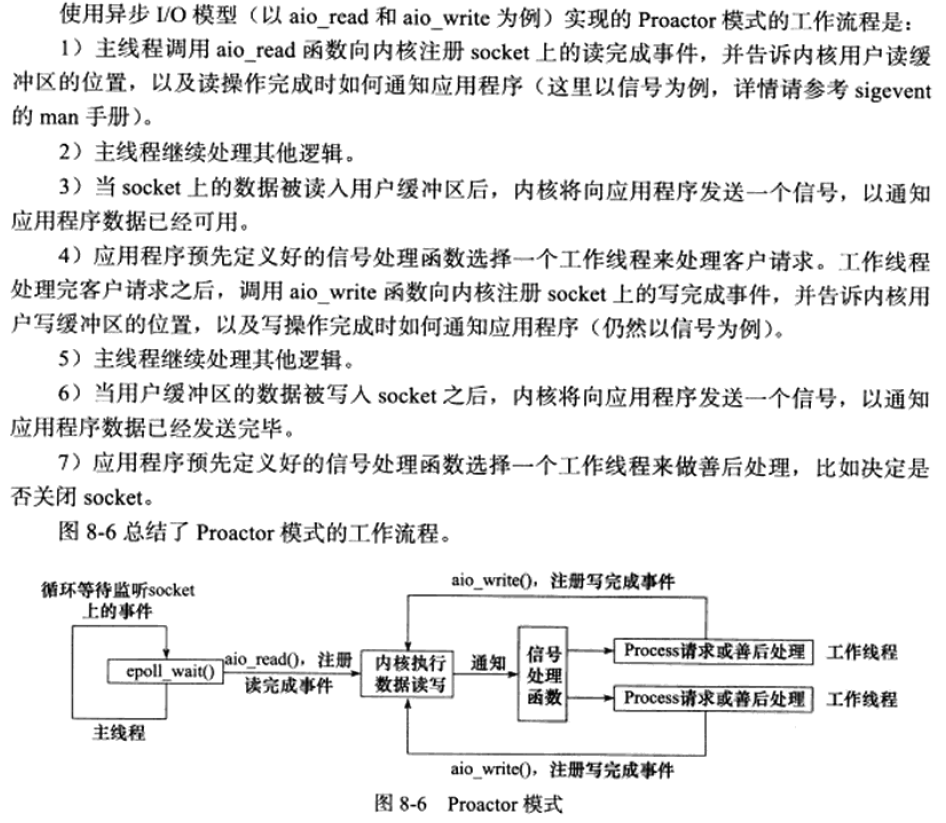 使用异步 I/O 模型（以 aio_read 和 aio_write 为例）实现的 Proactor 模式的工作流程是：
1）主线程调用 aio_read 函数向内核注册 socket 上的读完成事件，并告诉内核用户读缓
冲区的位置，以及读操作完成时如何通知应用程序（这里以信号为例，详情请参考 sigevent
的 man 手册）。
2）主线程继续处理其他逻辑。
3）当 socket 上的数据被读入用户缓冲区后，内核将向应用程序发送一个信号，以通知
应用程序数据已经可用。
4）应用程序预先定义好的信号处理函数选择一个工作线程来处理客户请求。工作线程
处理完客户请求之后，调用 aio_write 函数向内核注册 socket 上的写完成事件，并告诉内核用
户写缓冲区的位置，以及写操作完成时如何通知应用程序（仍然以信号为例）。
5）主线程继续处理其他逻辑。
6）当用户缓冲区的数据被写入 socket 之后，内核将向应用程序发送一个信号，以通知
应用程序数据已经发送完毕。
7）应用程序预先定义好的信号处理函数选择一个工作线程来做善后处理，比如决定是
否关闭 socket。
图 8-6 总结了 Proactor 模式的工作流程。
aio_write()，注册写完成事件
循环等待监听socket
上的事件
epoll_wait()
主线程
aio_read()，注册
读完成事件
内核执行
数据读写
通知
信号
处理
函数
Process请求或善后处理
工作线程
Process请求或善后处理
工作线程
aio_write()，注册写完成事件
图 8-6 Proactor 模式